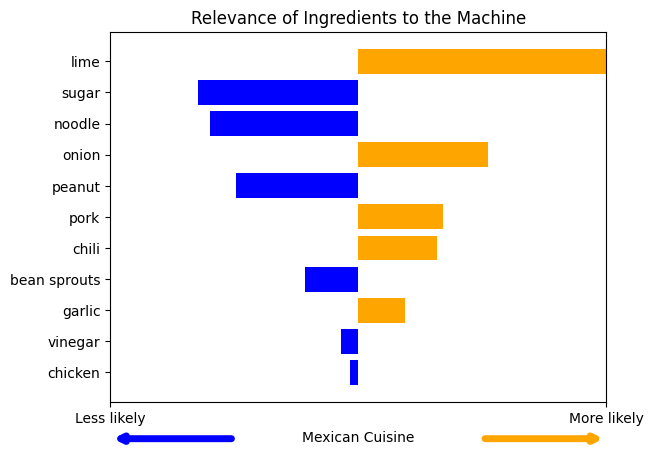 Relevance of Ingredients to the Machine
lime
sugar
noodle
onion
peanut
pork
chili
bean sprouts
garlic
vinegar
chicken
Less likely More likely
Mexican Cuisine